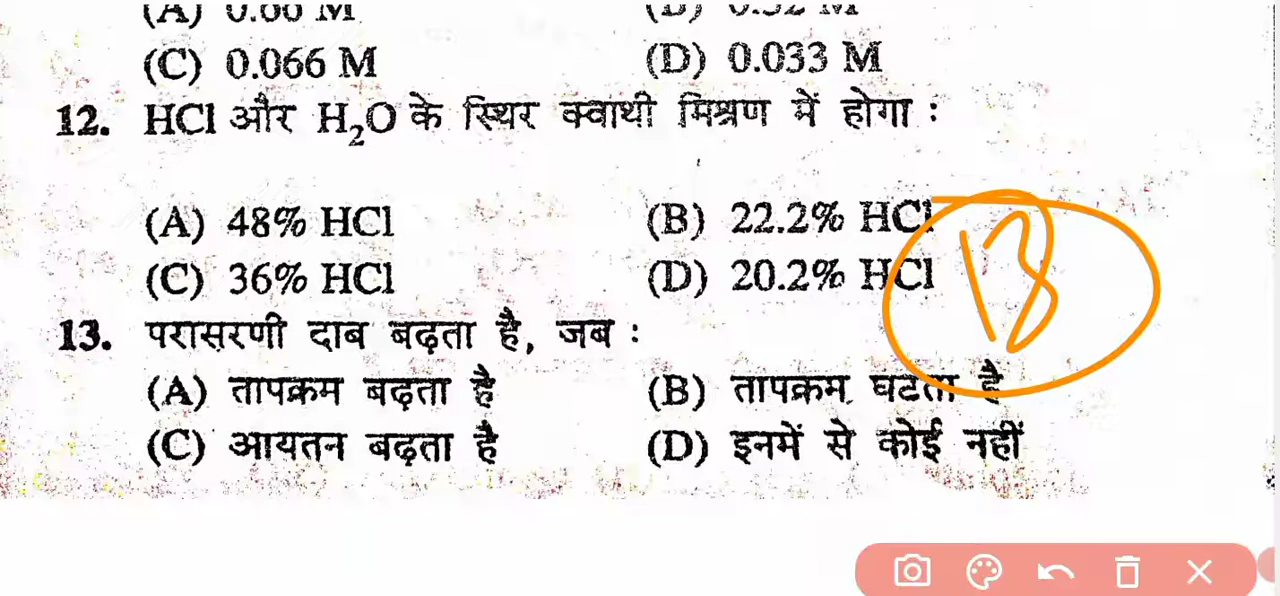 (C) 0.066 M (D) 0.033 M
12. HCl और H₂O के स्थिर क्वाथी मिश्रण में होगा :
(A) 48% HCl (B) 22.2% HCl
(C) 36% HCl (D) 20.2% HCl
13. परासरणी दाब बढ़ता है, जब :
(A) तापक्रम बढ़ता है (B) तापक्रम घटता है
(C) आयतन बढ़ता है (D) इनमें से कोई नहीं